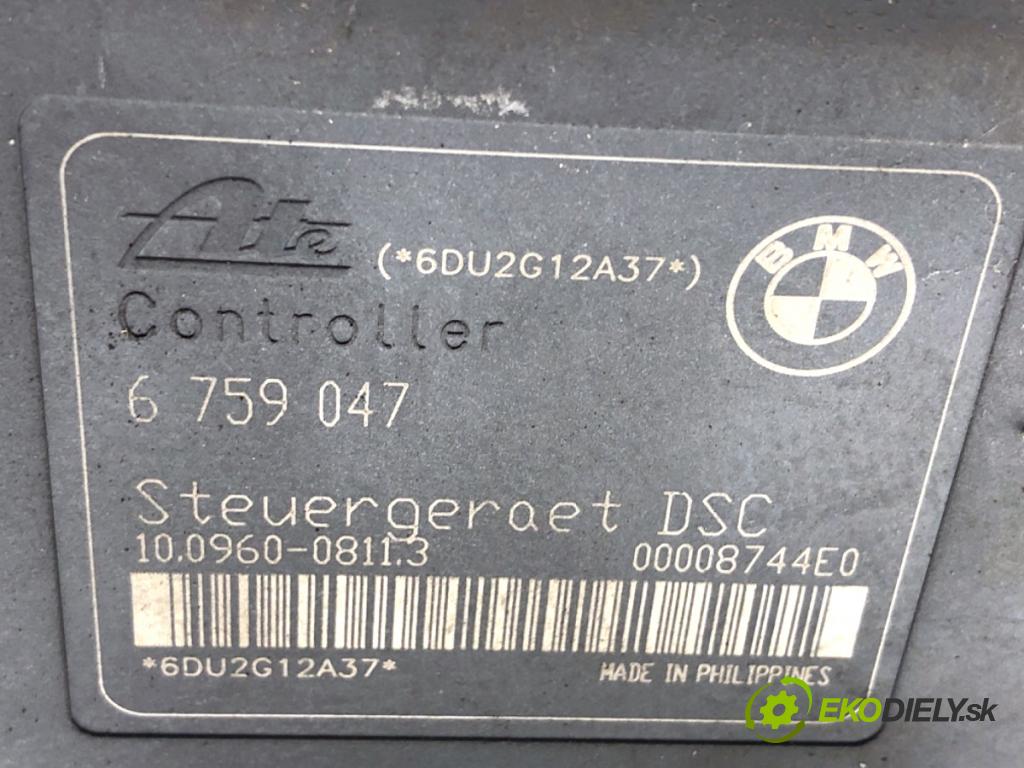 Ate (*6DU2G12A37*)
BMW
Controller
6 759 047
Steuergeraet DSC
10.0960-0811.3 00008744E0
*6DU2G12A37* MADE IN PHILIPPINES
EKODIELY.sk